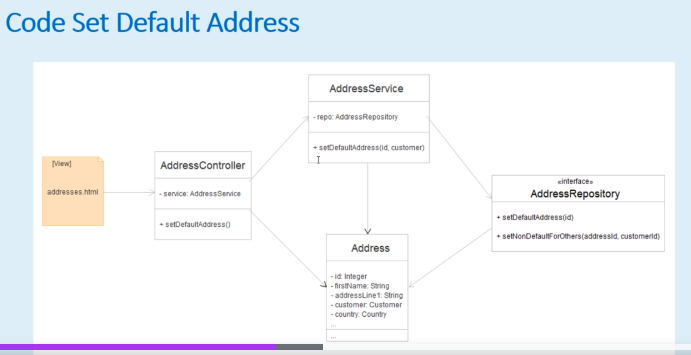 Code Set Default Address
AddressService
- repo: AddressRepository
+ setDefaultAddress(id, customer)
[View]
addresses.html
AddressController
- service: AddressService
+ setDefaultAddress()
«interface»
AddressRepository
+ setDefaultAddress(id)
+ setNonDefaultForOthers(addressId, customerId)
Address
- id: Integer
- firstName: String
- addressLine1: String
- customer: Customer
- country: Country
...
...